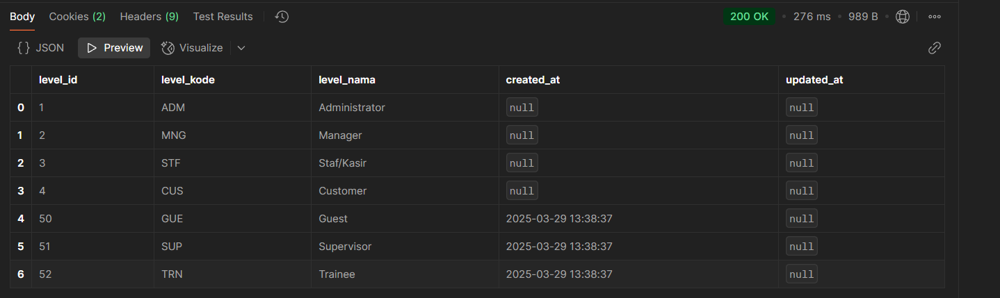 Body Cookies (2) Headers (9) Test Results 200 OK • 276 ms • 989 B
{} JSON Preview Visualize
level_id level_kode level_nama created_at updated_at
0 1 ADM Administrator null null
1 2 MNG Manager null null
2 3 STF Staf/Kasir null null
3 4 CUS Customer null null
4 50 GUE Guest 2025-03-29 13:38:37 null
5 51 SUP Supervisor 2025-03-29 13:38:37 null
6 52 TRN Trainee 2025-03-29 13:38:37 null